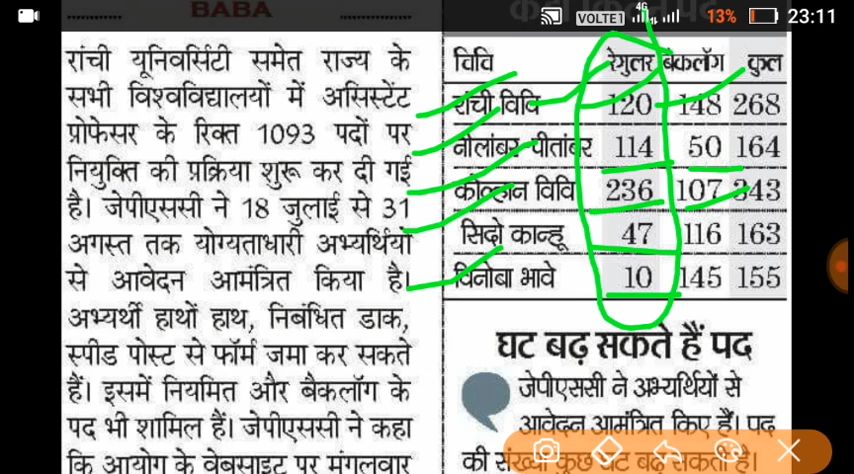 BABA
VOLTE1 4G 13% 23:11
रांची यूनिवर्सिटी समेत राज्य के
सभी विश्वविद्यालयों में असिस्टेंट
प्रोफेसर के रिक्त 1093 पदों पर
नियुक्ति की प्रक्रिया शुरू कर दी गई
है। जेपीएससी ने 18 जुलाई से 31
अगस्त तक योग्यताधारी अभ्यर्थियों
से आवेदन आमंत्रित किया है।
अभ्यर्थी हाथों हाथ, निबंधित डाक,
स्पीड पोस्ट से फॉर्म जमा कर सकते
हैं। इसमें नियमित और बैकलॉग के
पद भी शामिल हैं। जेपीएससी ने कहा
कि आयोग के वेबसाइट पर मंगलवार
विवि रेगुलर बैकलॉग कुल
रांची विवि 120 148 268
नीलांबर पीतांबर 114 50 164
कोल्हान विवि 236 107 343
सिदो कान्हू 47 116 163
विनोबा भावे 10 145 155
घट बढ़ सकते हैं पद
जेपीएससी ने अभ्यर्थियों से
आवेदन आमंत्रित किए हैं। पद
की संख्या कुछ घट बढ़ सकती है।